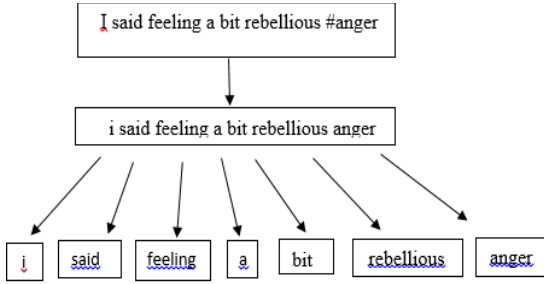 I said feeling a bit rebellious #anger
i said feeling a bit rebellious anger
i said feeling a bit rebellious anger